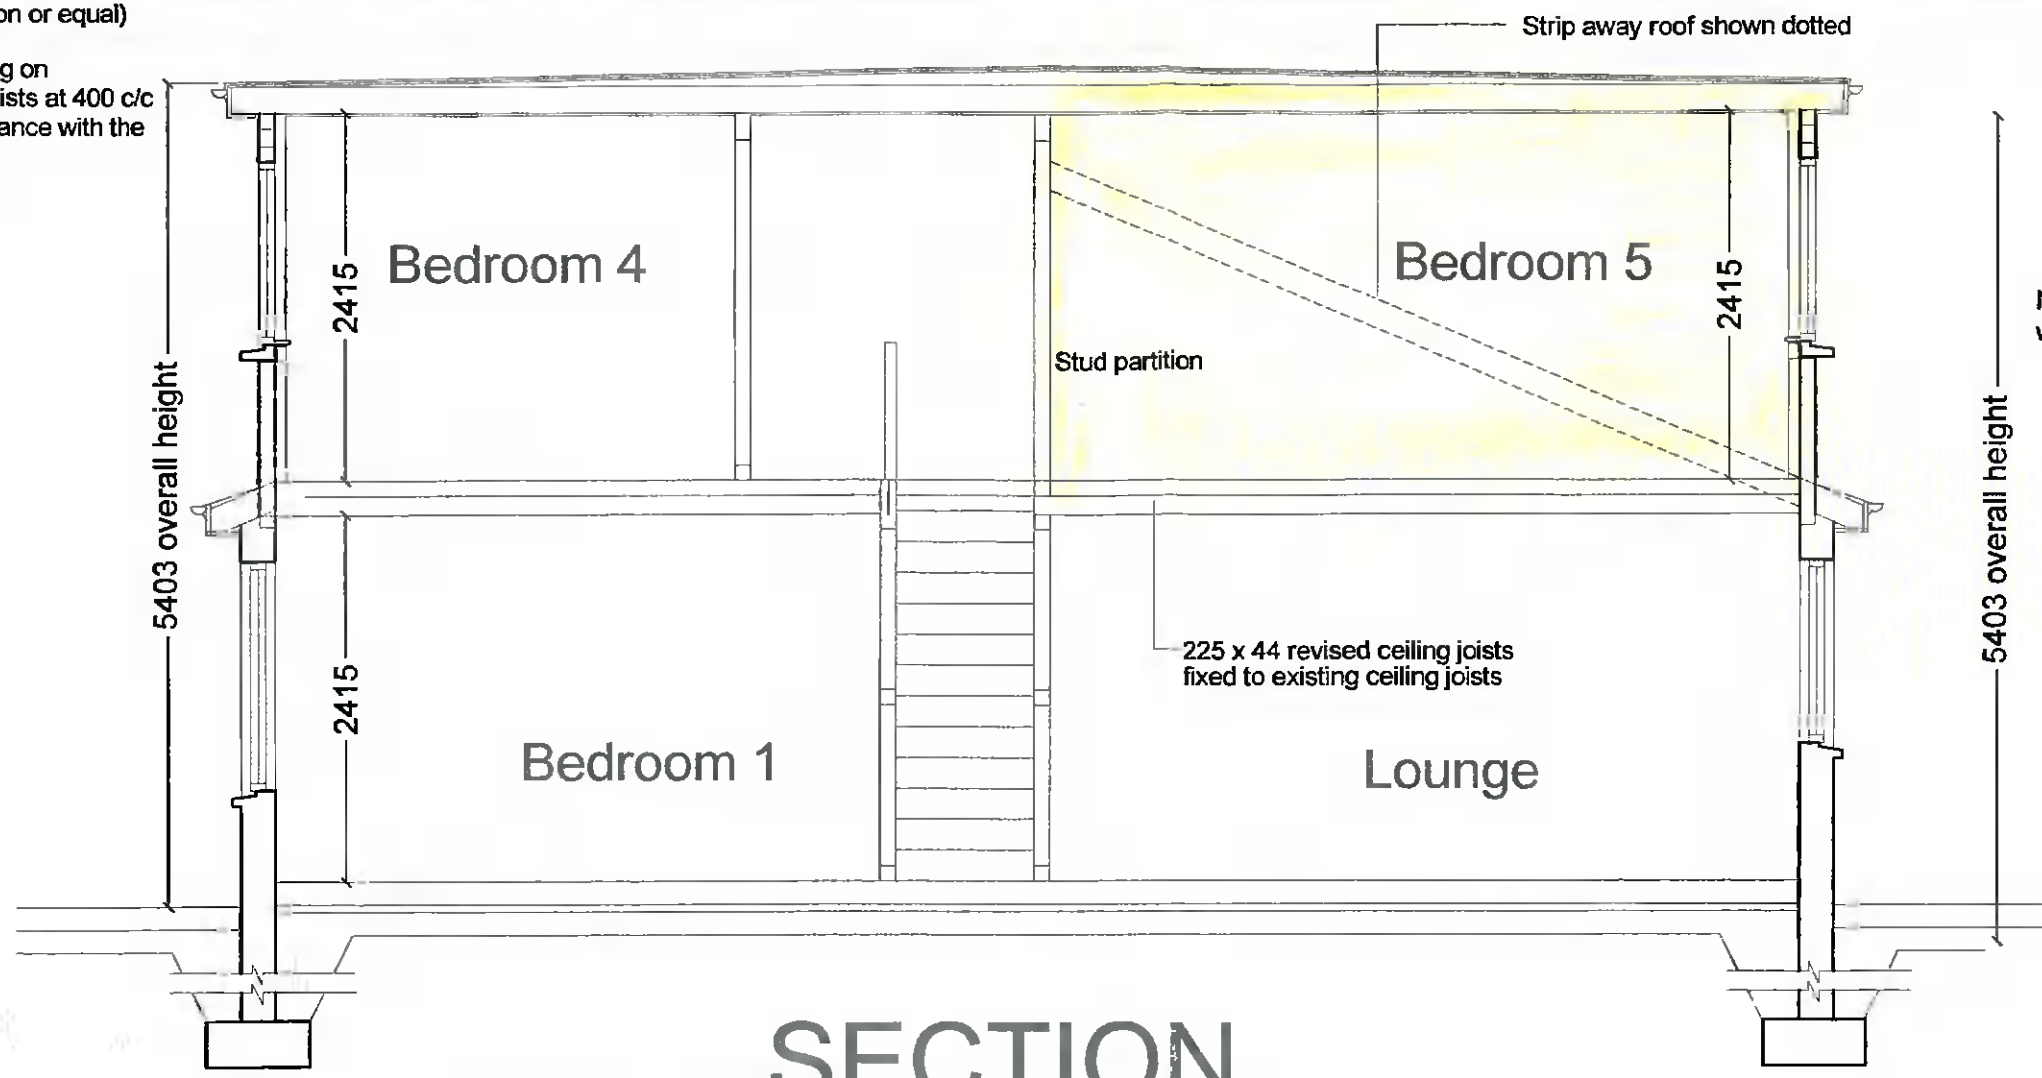 on or equal)
g on
ists at 400 c/c
ance with the
Strip away roof shown dotted
Bedroom 4
Bedroom 5
2415
2415
Stud partition
5403 overall height
5403 overall height
225 x 44 revised ceiling joists
fixed to existing ceiling joists
2415
Bedroom 1
Lounge
SECTION